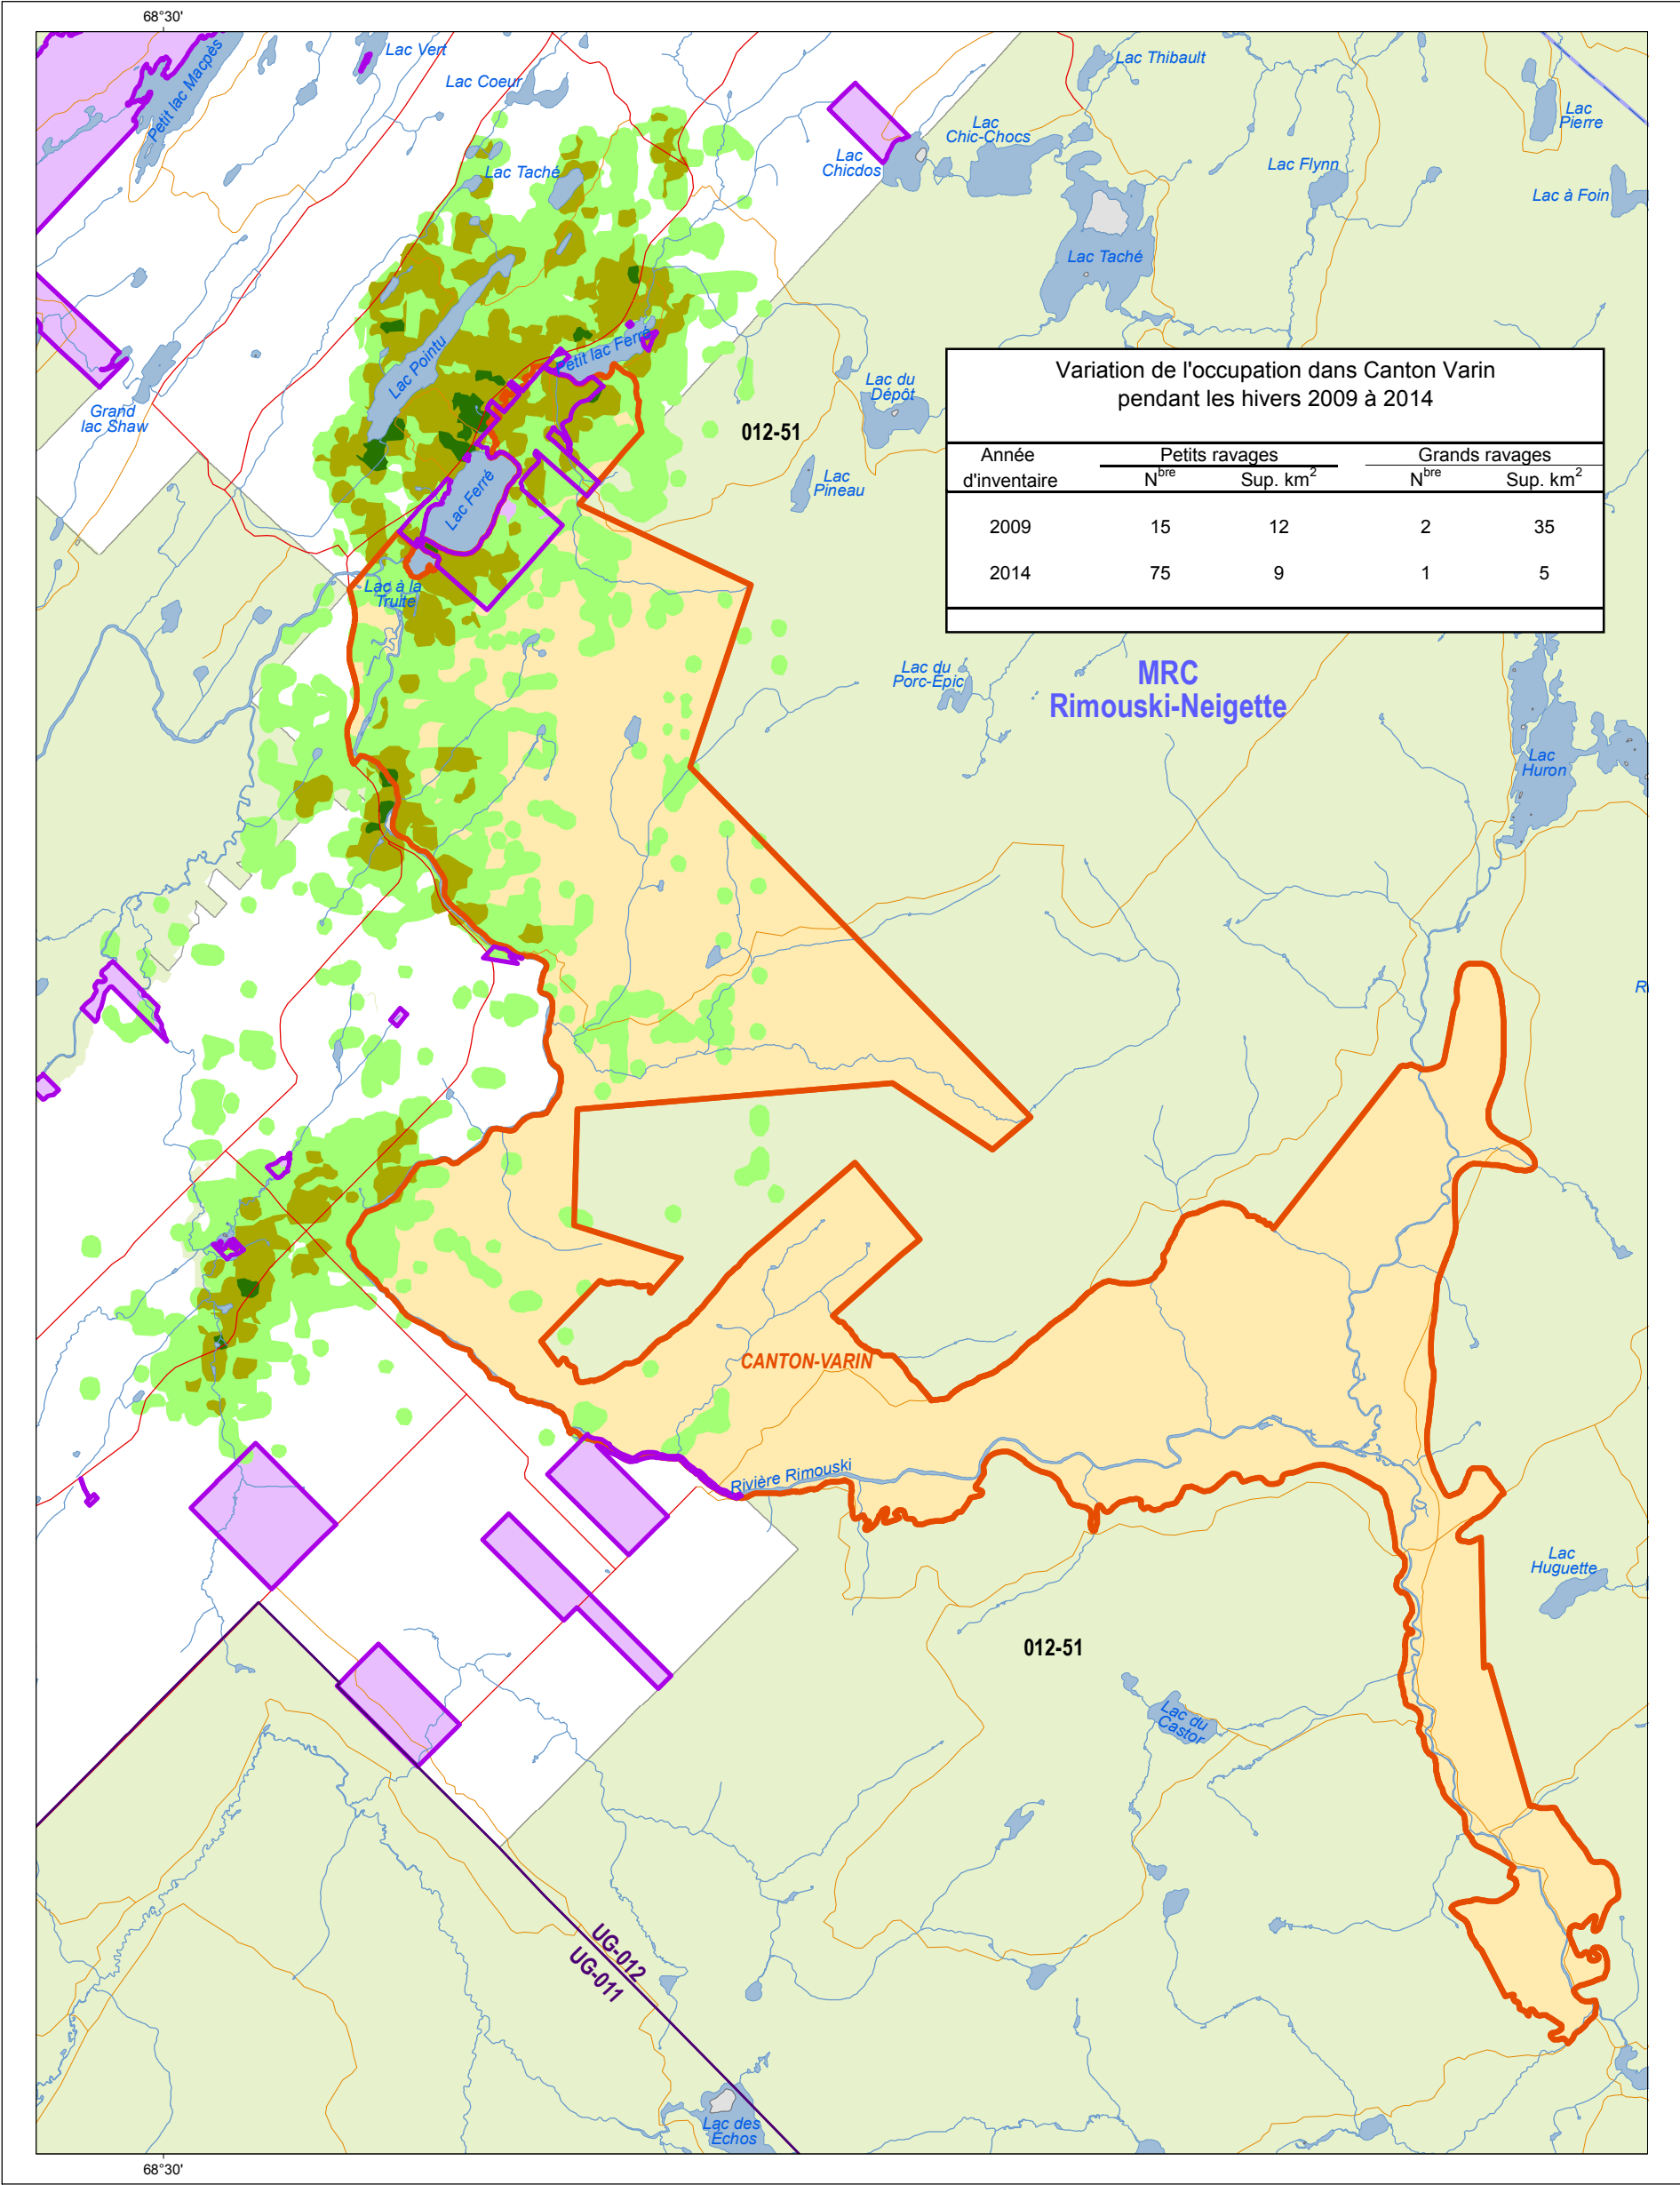 68°30'
Petit lac Macpès
Lac Vert
Lac Coeur
Lac Thibault
Lac
Pierre
Lac
Chic-Chocs
Lac
Chicdos
Lac Flynn
Lac à Foin
Lac Taché
Lac Taché
Lac Pointu
Petit lac Ferré
Grand
lac Shaw
Lac du
Dépôt
012-51
Lac
Pineau
Lac Ferré
Lac à la
Truite
Variation de l'occupation dans Canton Varin
pendant les hivers 2009 à 2014
Année Petits ravages Grands ravages
d'inventaire Nbre Sup. km2 Nbre Sup. km2
2009 15 12 2 35
2014 75 9 1 5
Lac du
Porc-Epic
MRC
Rimouski-Neigette
Lac
Huron
R
CANTON-VARIN
Rivière Rimouski
Lac
Huguette
012-51
Lac du
Castor
UG-012
UG-011
Lac des
Échos
68°30'